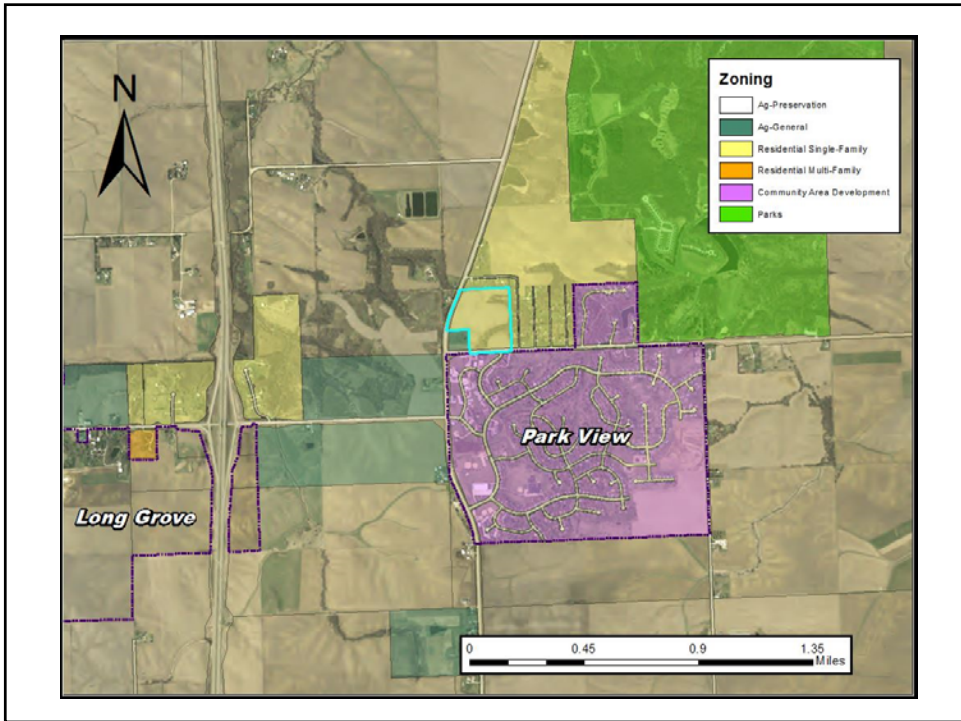 N
Zoning
Ag-Preservation
Ag-General
Residential Single-Family
Residential Multi-Family
Community Area Development
Parks
Park View
Long Grove
0 0.45 0.9 1.35
Miles